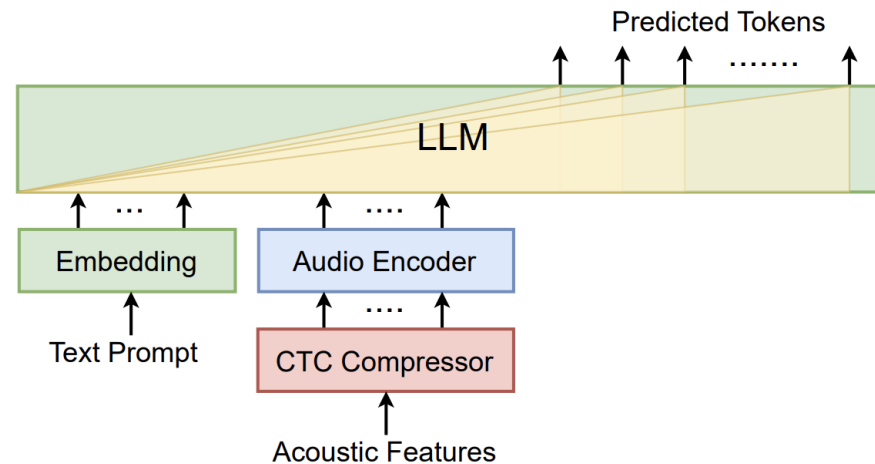 Predicted Tokens
.......
LLM
... ....
Embedding
Audio Encoder
....
Text Prompt
CTC Compressor
Acoustic Features